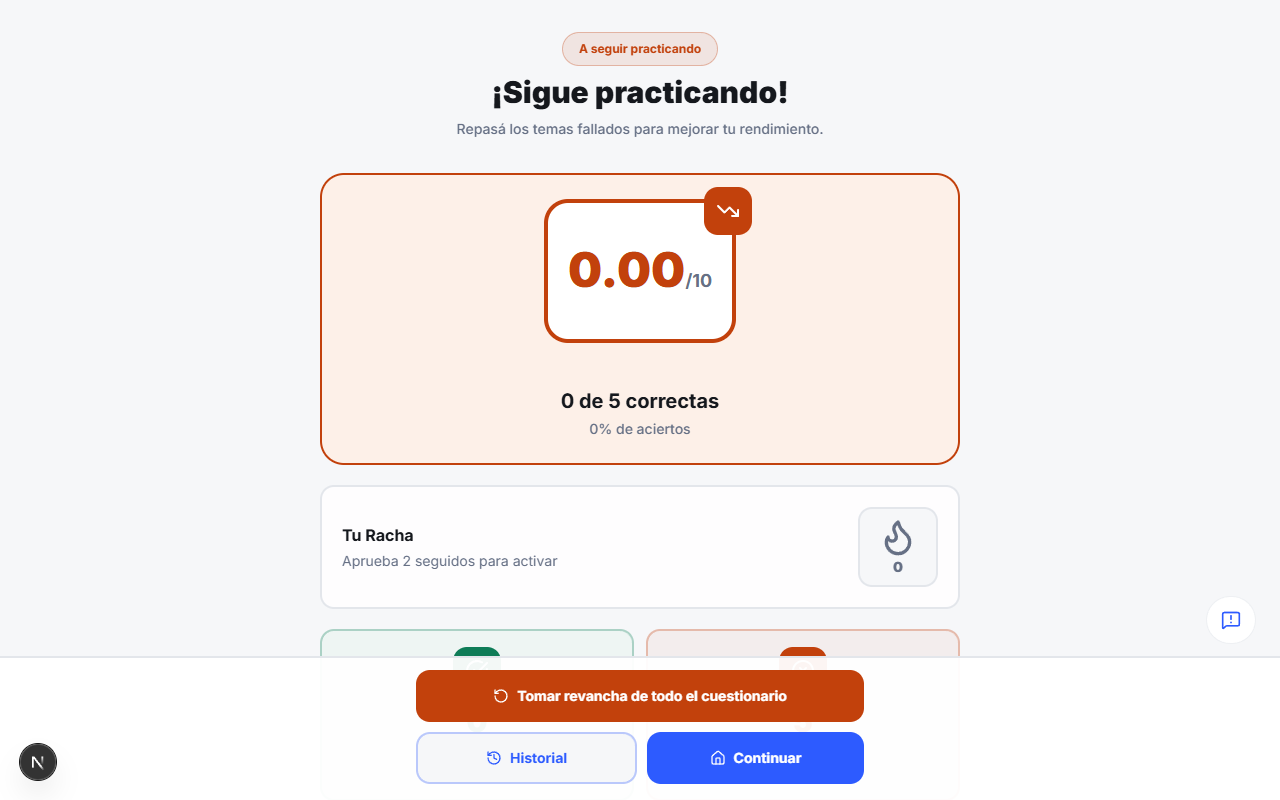 A seguir practicando
¡Sigue practicando!
Repasá los temas fallados para mejorar tu rendimiento.
0.00/10
0 de 5 correctas
0% de aciertos
Tu Racha
Aprueba 2 seguidos para activar
0
Tomar revancha de todo el cuestionario
Historial
Continuar
N